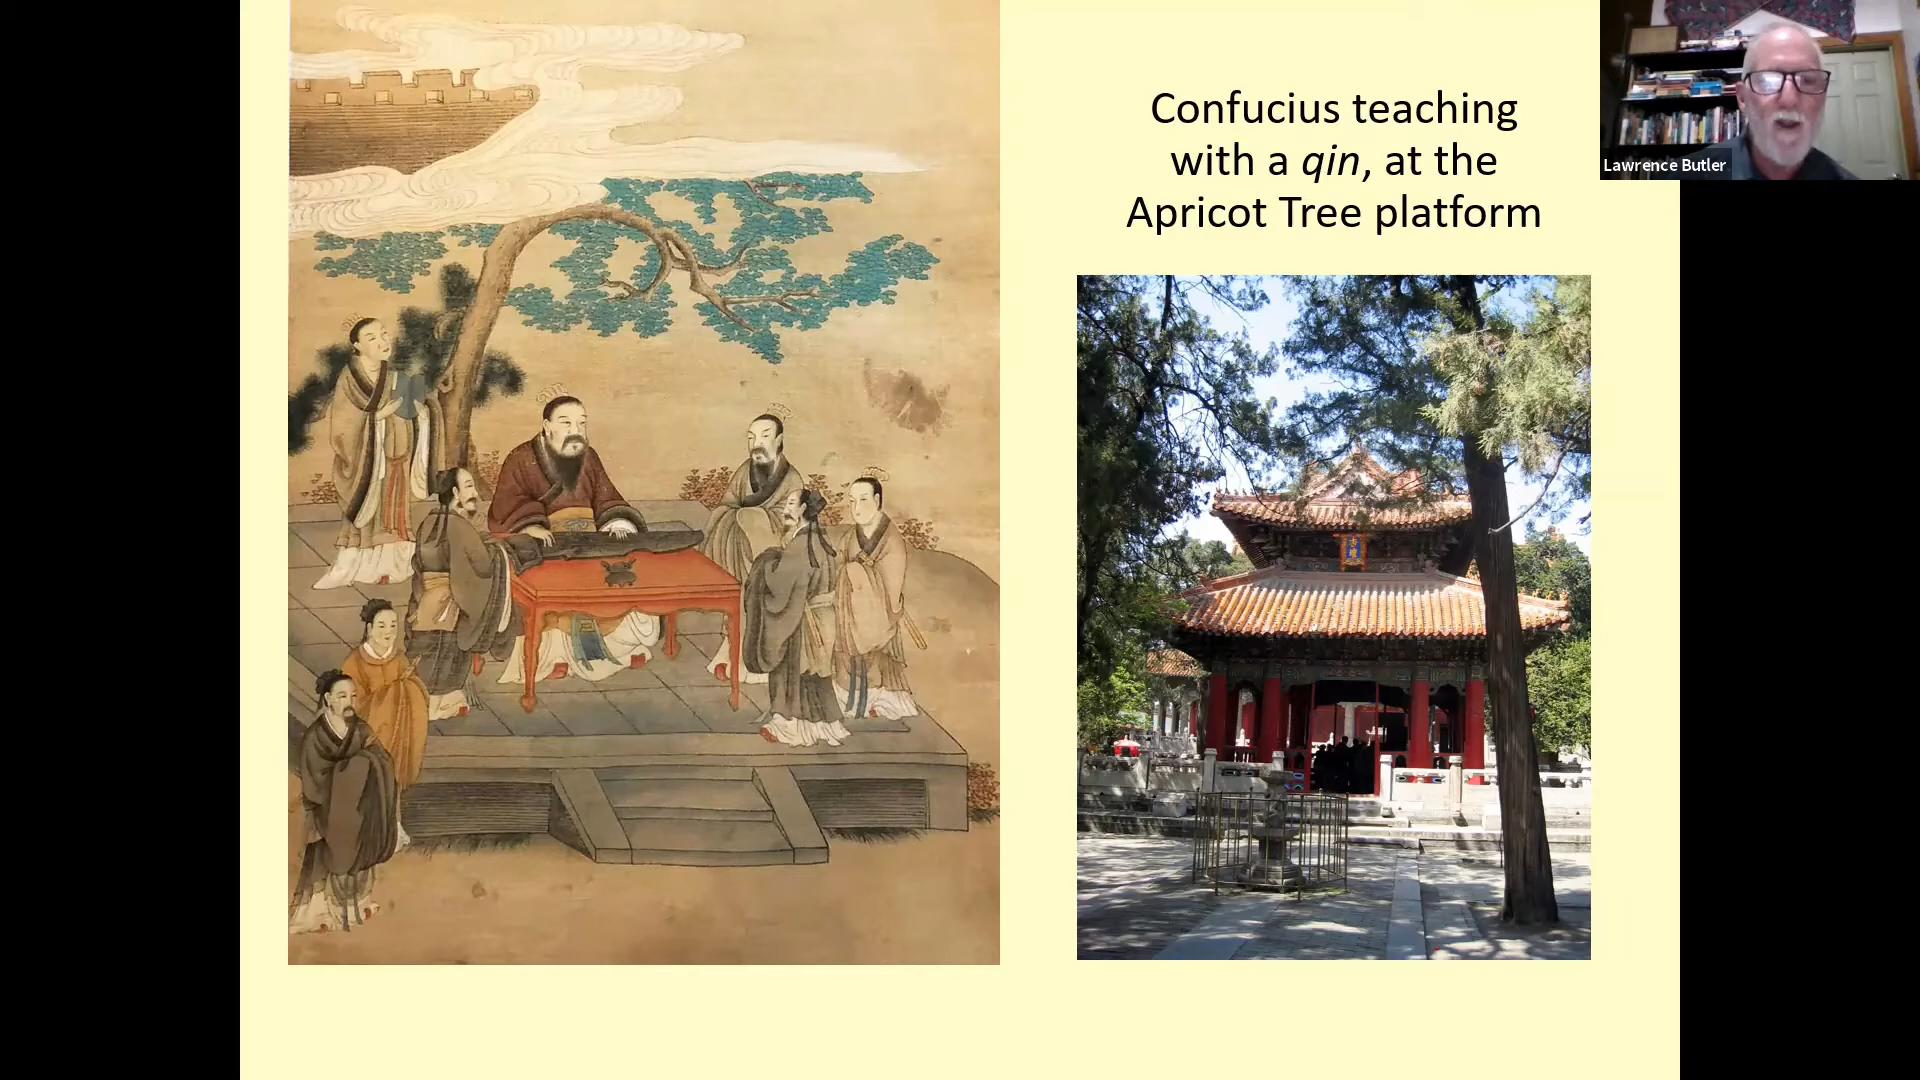 Confucius teaching
with a qin, at the
Apricot Tree platform
Lawrence Butler